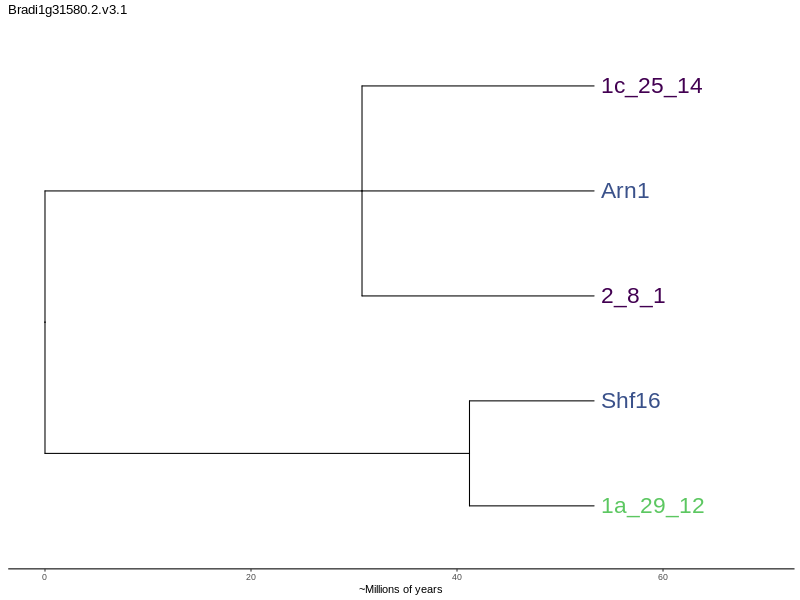 Bradi1g31580.2.v3.1
1c_25_14
Arn1
2_8_1
Shf16
1a_29_12
0 20 40 60
~Millions of years